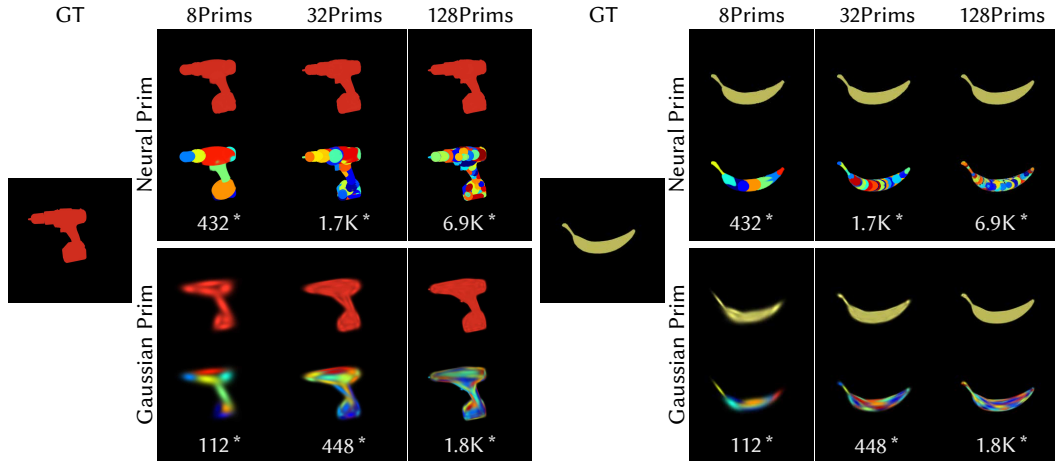 GT 8Prims 32Prims 128Prims GT 8Prims 32Prims 128Prims
Neural Prim
432 * 1.7K * 6.9K *
Gaussian Prim
112 * 448 * 1.8K *
Neural Prim
432 * 1.7K * 6.9K *
Gaussian Prim
112 * 448 * 1.8K *